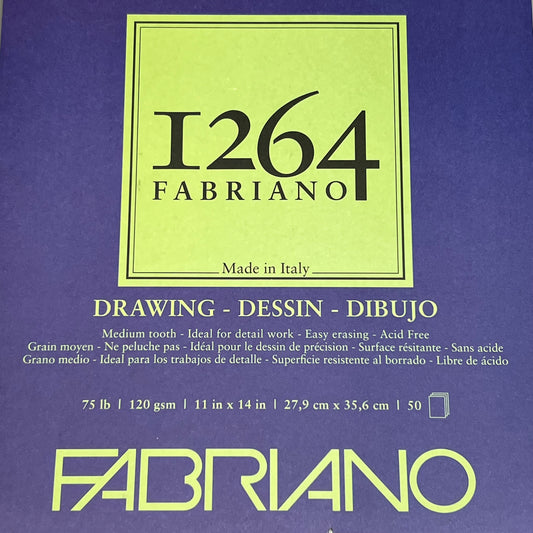 1264
FABRIANO
Made in Italy
DRAWING - DESSIN - DIBUJO
Medium tooth - Ideal for detail work - Easy erasing - Acid Free
Grain moyen - Ne peluche pas - Idéal pour le dessin de précision - Surface résitante - Sans acide
Grano medio - Ideal para los trabajos de detalle - Superficie resistente al borrado - Libre de ácido
75 lb | 120 gsm | 11 in x 14 in | 27,9 cm x 35,6 cm | 50
FABRIANO